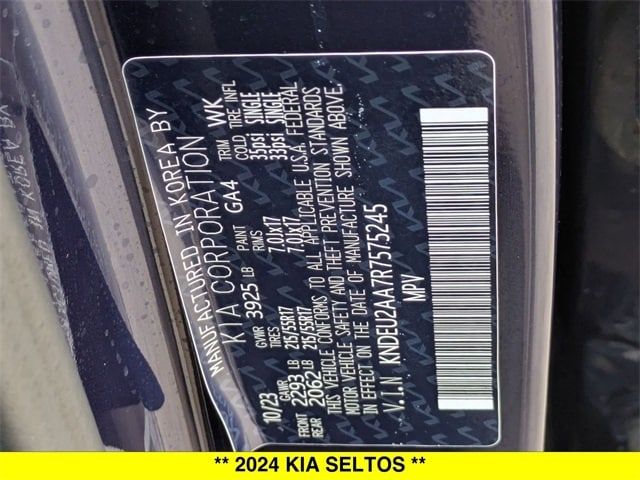 MANUFACTURED IN KOREA BY
KIA CORPORATION
10/23 GVWR 3925 LB PAINT GA4 TRIM WK
GAWR TIRES RIMS COLD TIRE INFL
FRONT 2293 LB 215/55R17 7.0Jx17 35psi SINGLE
REAR 2062 LB 215/55R17 7.0Jx17 33psi SINGLE
THIS VEHICLE CONFORMS TO ALL APPLICABLE U.S.A. FEDERAL
MOTOR VEHICLE SAFETY AND THEFT PREVENTION STANDARDS
IN EFFECT ON THE DATE OF MANUFACTURE SHOWN ABOVE.
V.I.N KNDEU2AA7R7575245
MPV
** 2024 KIA SELTOS **